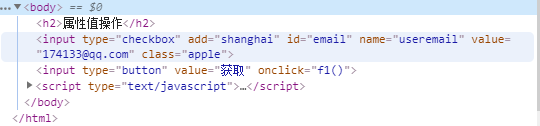 ... ▼<body> == $0
<h2>属性值操作</h2>
<input type="checkbox" add="shanghai" id="email" name="useremail" value=
"174133@qq.com" class="apple">
<input type="button" value="获取" onclick="f1()">
▶<script type="text/javascript">…</script>
</body>
</html>